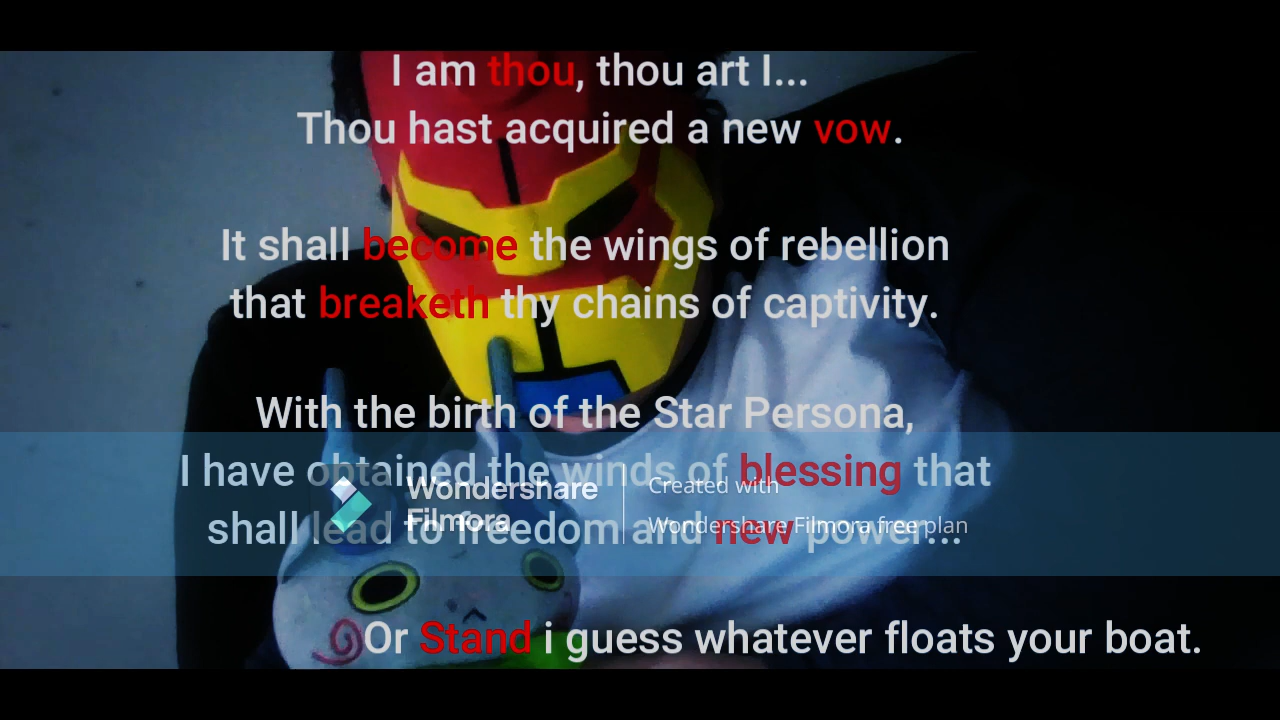 I am thou, thou art I...
Thou hast acquired a new vow.
It shall become the wings of rebellion
that breaketh thy chains of captivity.
With the birth of the Star Persona,
I have obtained the winds of blessing that
shall lead to freedom and new power...
Wondershare
Filmora
Created with
Wondershare Filmora free plan
Or Stand i guess whatever floats your boat.